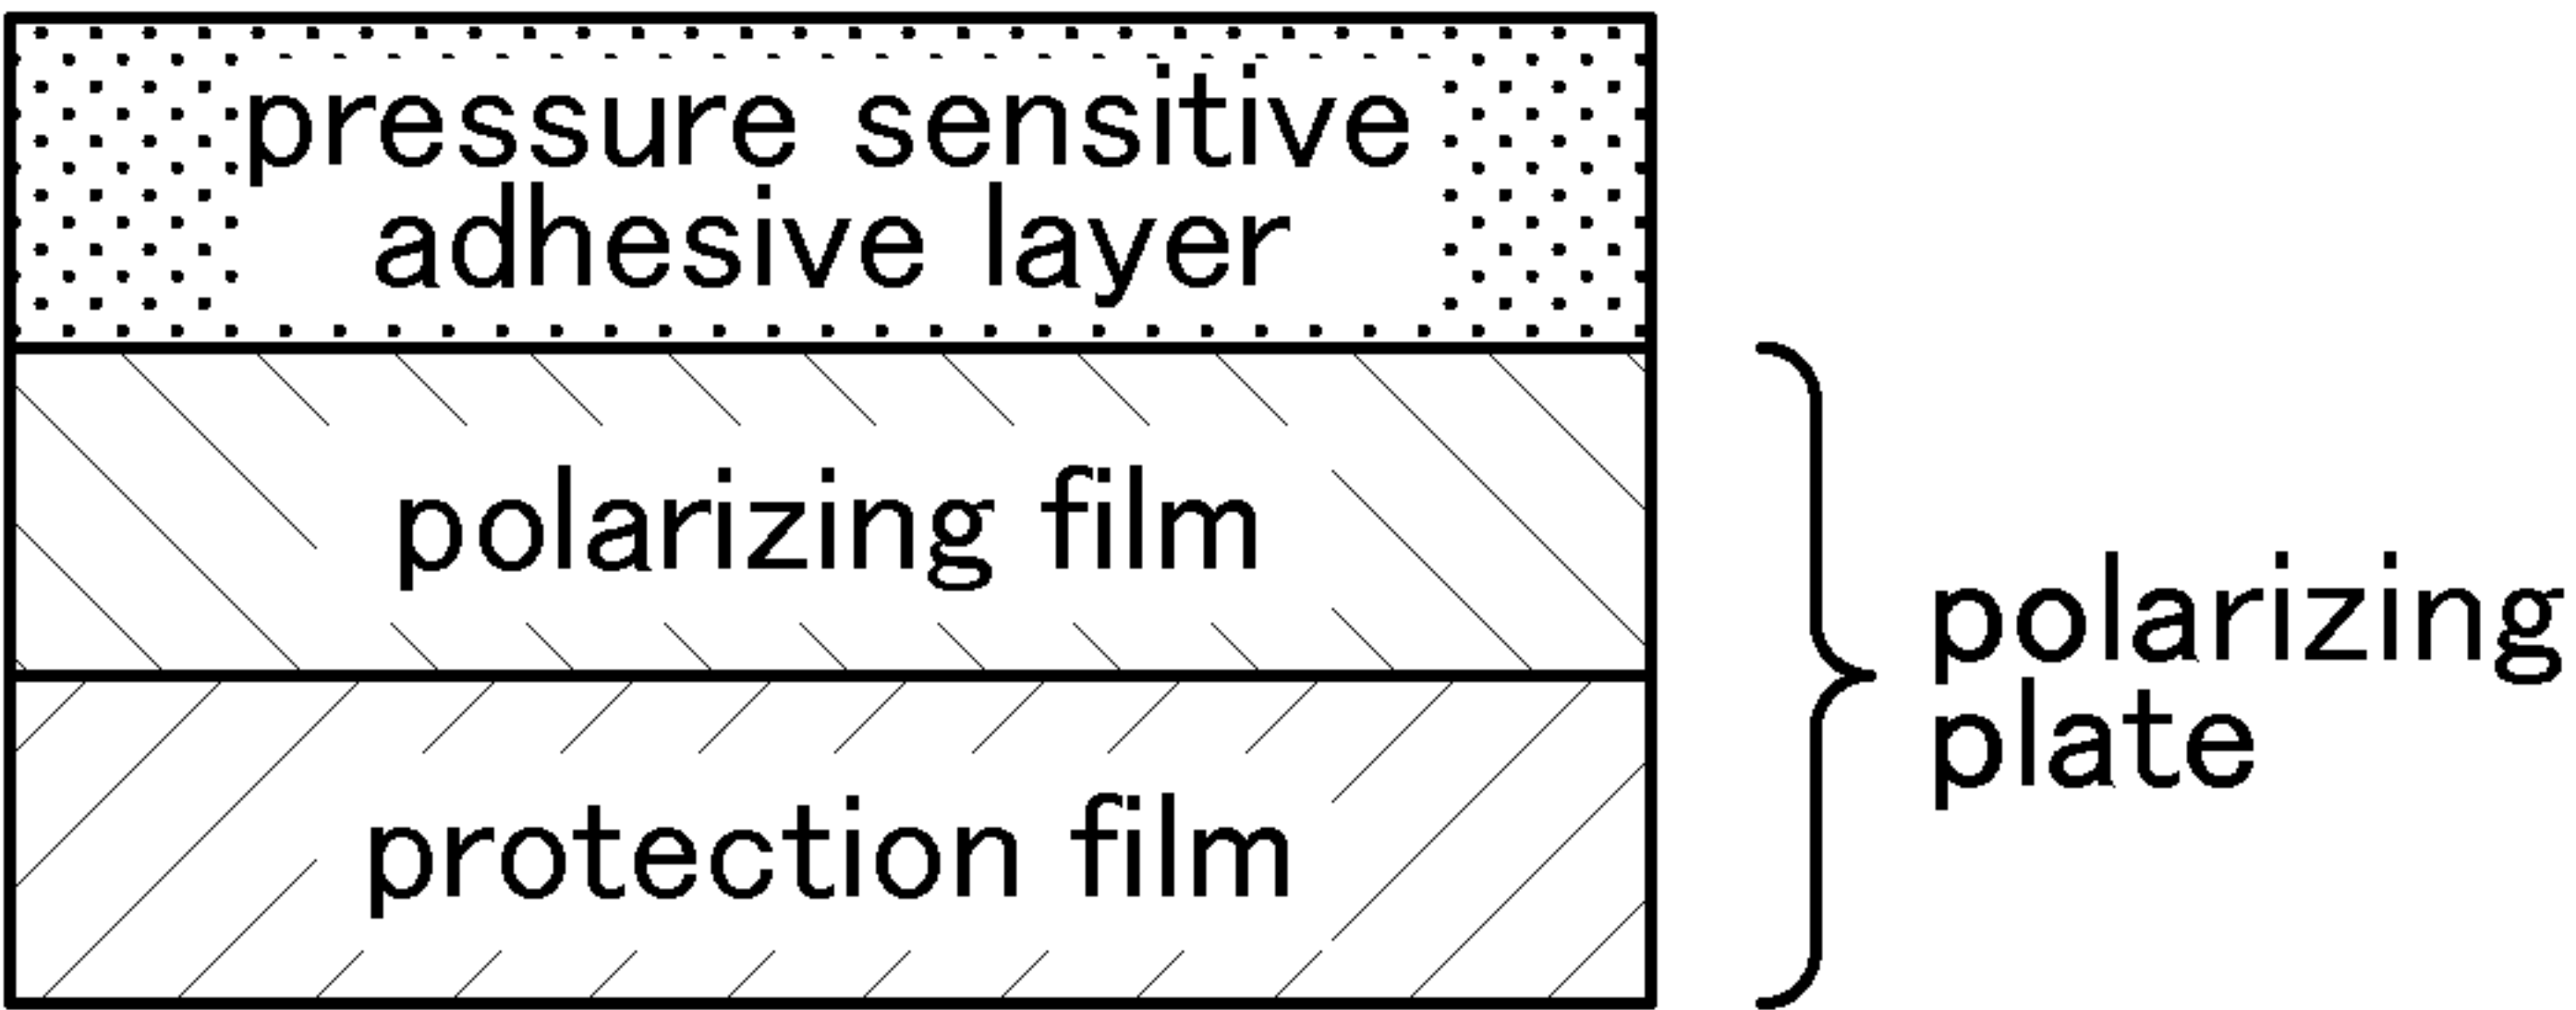 pressure sensitive
adhesive layer
polarizing film
protection film
polarizing
plate